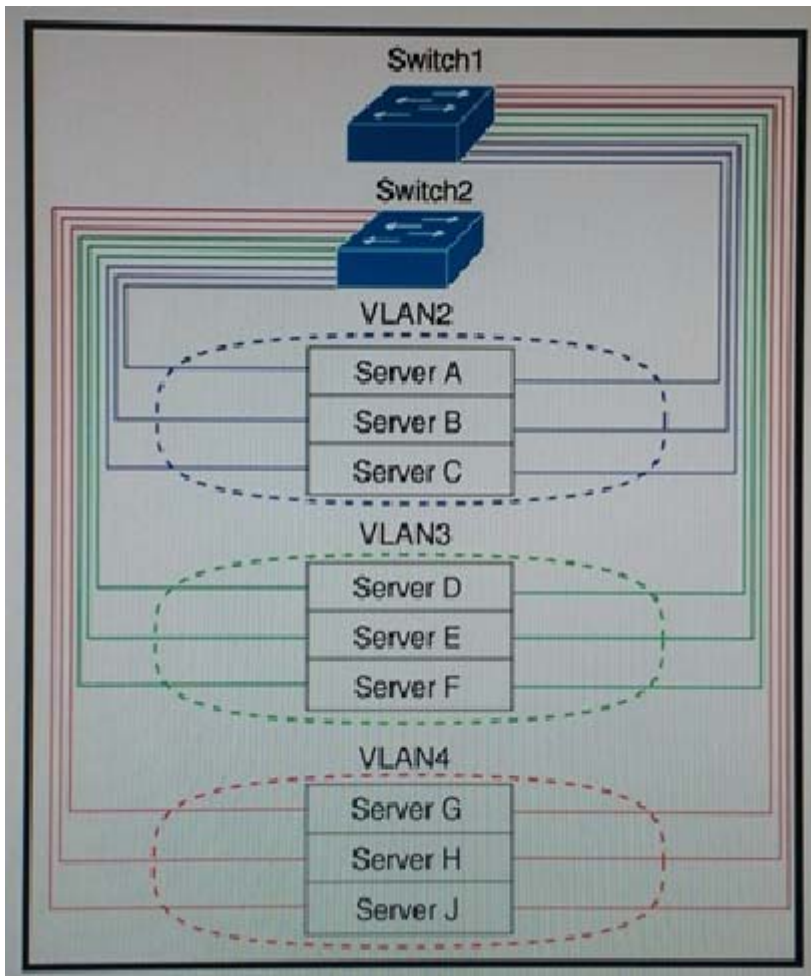 Switch1
Switch2
VLAN2
Server A
Server B
Server C
VLAN3
Server D
Server E
Server F
VLAN4
Server G
Server H
Server J